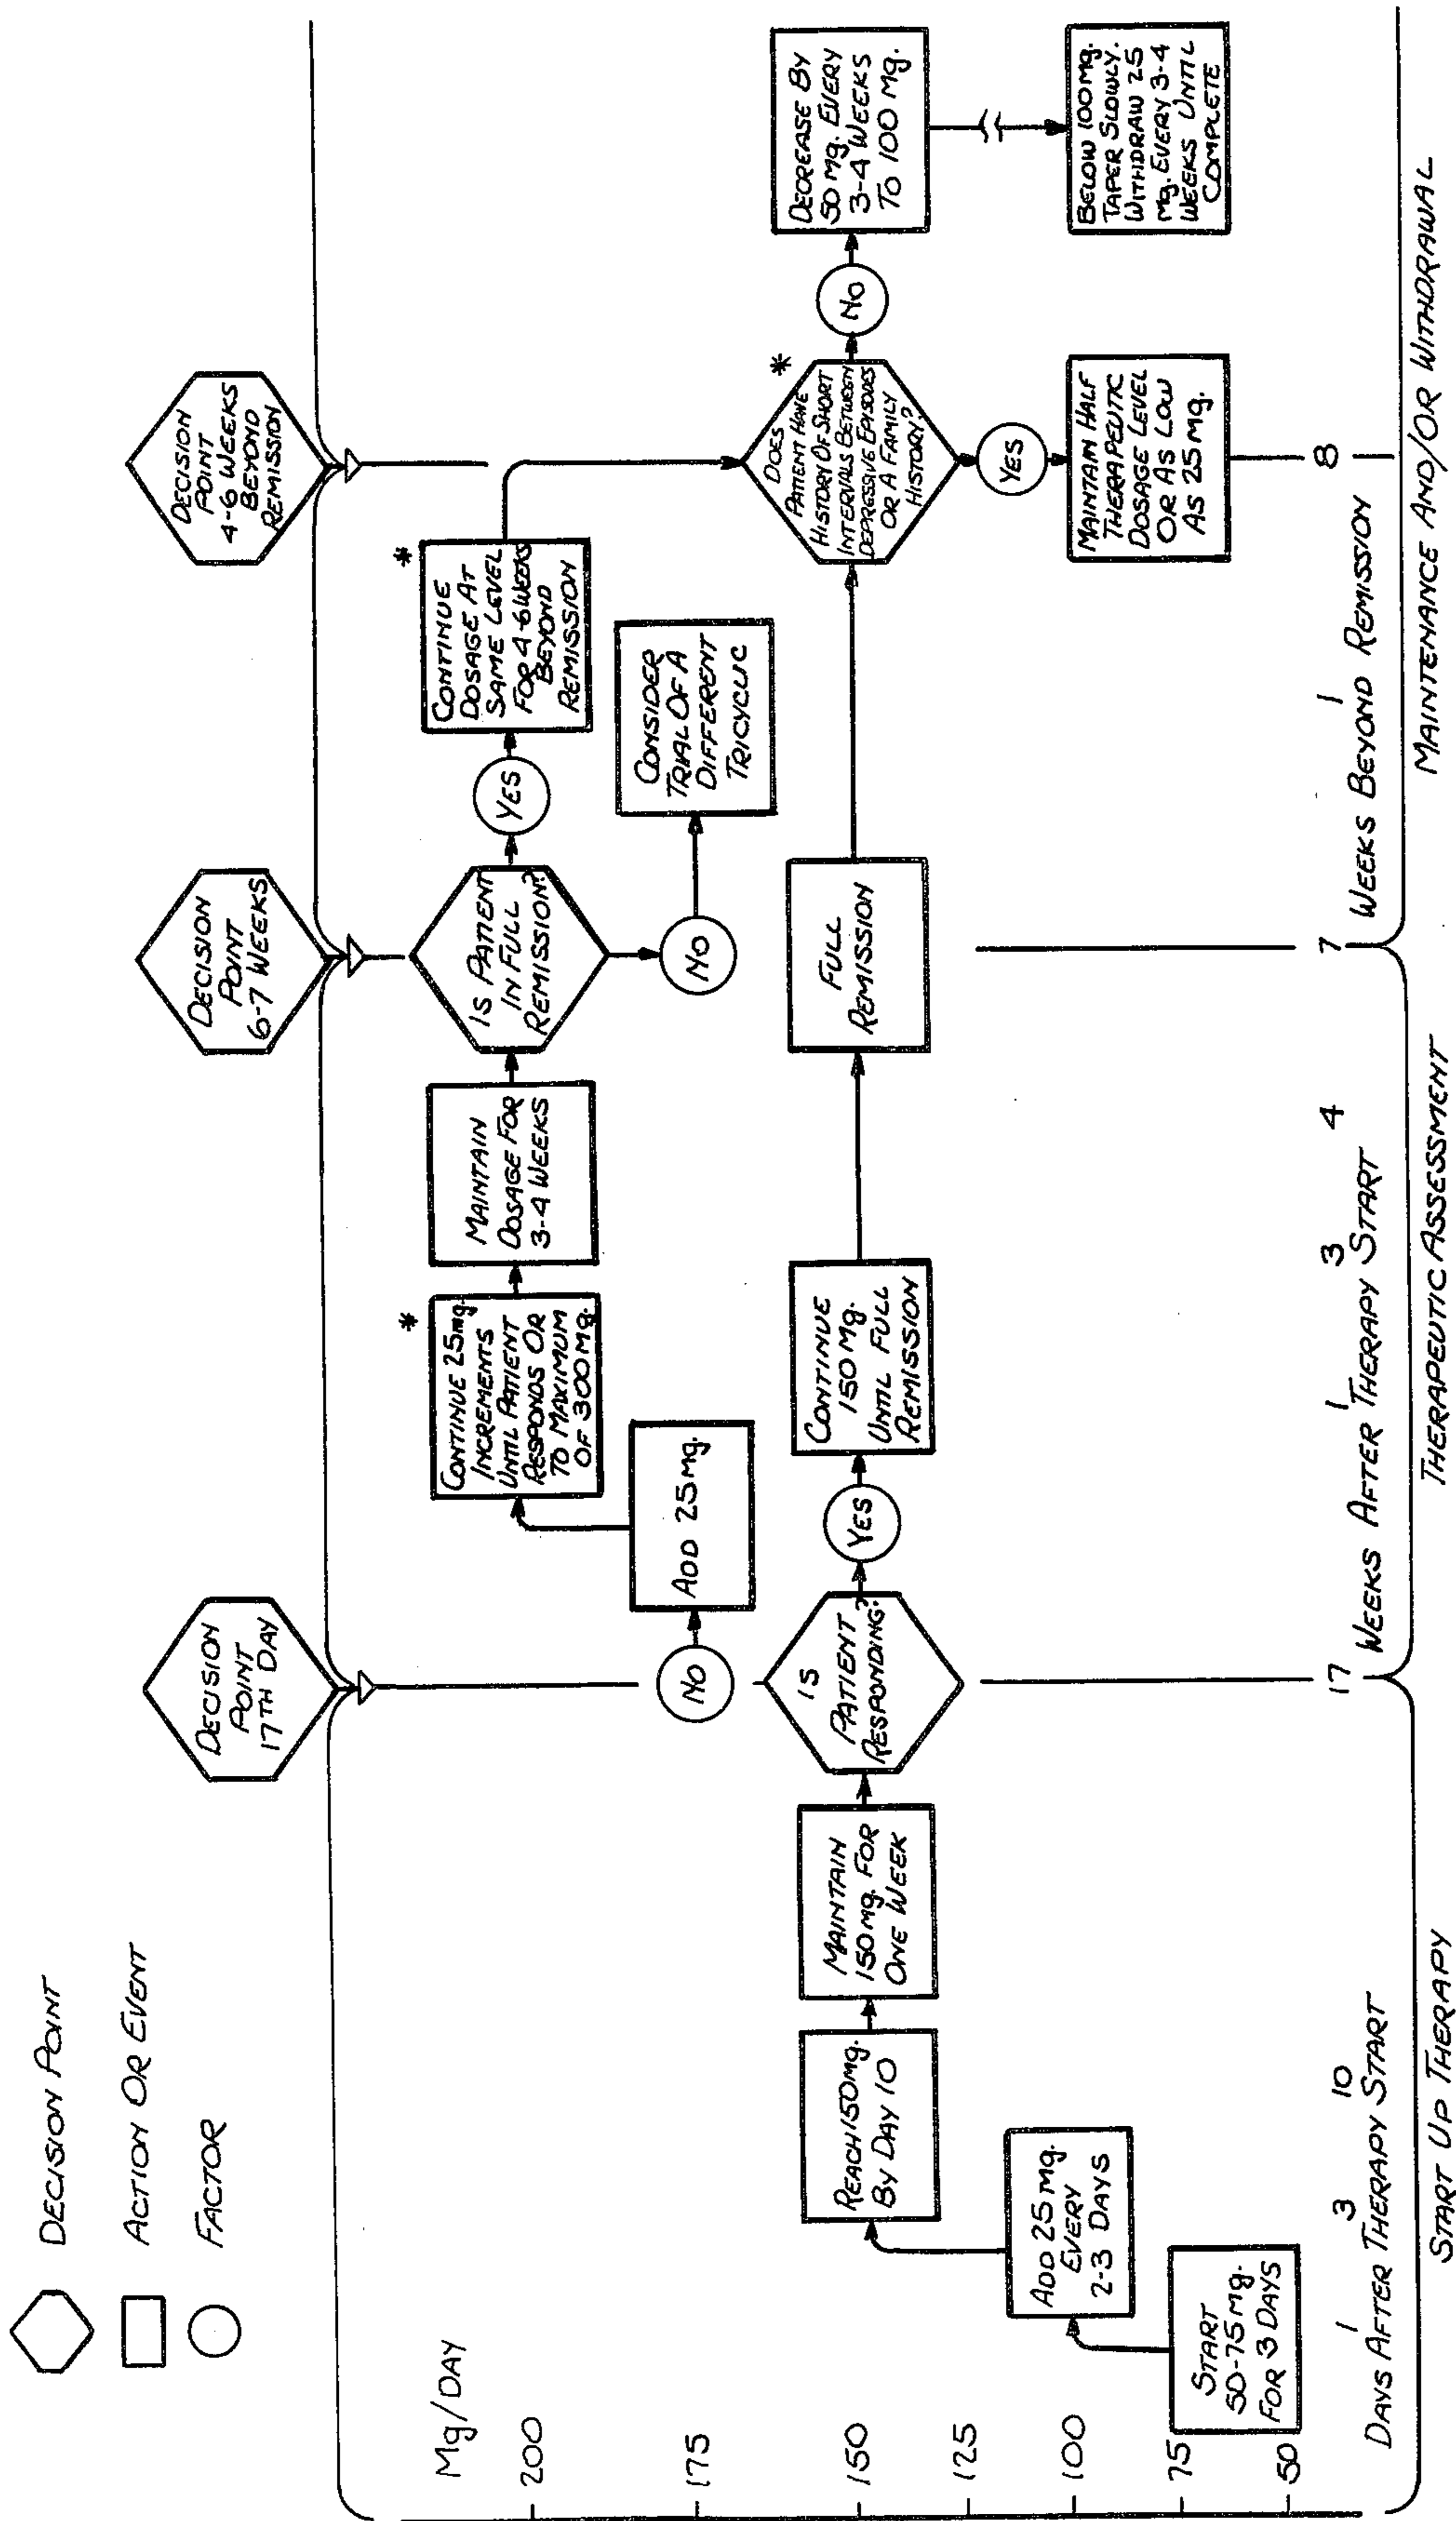 DECISION POINT
ACTION OR EVENT
FACTOR
DECISION
POINT
17TH DAY
DECISION
POINT
6-7 WEEKS
DECISION
POINT
4-6 WEEKS
BEYOND
REMISSION
Mg/DAY
200
175
150
125
100
75
50
START
50-75 Mg.
FOR 3 DAYS
ADD 25 Mg.
EVERY
2-3 DAYS
REACH 150 Mg.
BY DAY 10
MAINTAIN
150 Mg. FOR
ONE WEEK
IS
PATIENT
RESPONDING?
NO
ADD 25 Mg.
*
CONTINUE 25 Mg.
INCREMENTS
UNTIL PATIENT
RESPONDS OR
TO MAXIMUM
OF 300 Mg.
MAINTAIN
DOSAGE FOR
3-4 WEEKS
IS PATIENT
IN FULL
REMISSION?
YES
*
CONTINUE
DOSAGE AT
SAME LEVEL
FOR 4-6 WEEKS
BEYOND
REMISSION
NO
CONSIDER
TRIAL OF A
DIFFERENT
TRICYCLIC
YES
CONTINUE
150 Mg.
UNTIL FULL
REMISSION
FULL
REMISSION
*
DOES
PATIENT HAVE
HISTORY OF SHORT
INTERVALS BETWEEN
DEPRESSIVE EPISODES
OR A FAMILY
HISTORY?
NO
DECREASE BY
50 Mg. EVERY
3-4 WEEKS
TO 100 Mg.
BELOW 100 Mg.
TAPER SLOWLY.
WITHDRAW 25
Mg. EVERY 3-4
WEEKS UNTIL
COMPLETE
YES
MAINTAIN HALF
THERAPEUTIC
DOSAGE LEVEL
OR AS LOW
AS 25 Mg.
1 3 10 17
DAYS AFTER THERAPY START
1 3 4 7
WEEKS AFTER THERAPY START
1 8
WEEKS BEYOND REMISSION
START UP THERAPY
THERAPEUTIC ASSESSMENT
MAINTENANCE AND/OR WITHDRAWAL